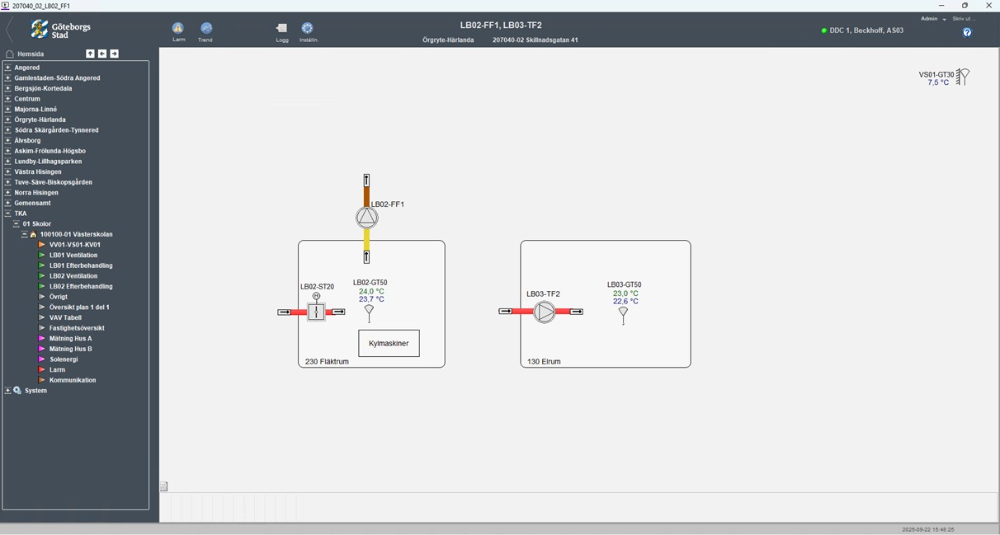 207040_02_LB02_FF1
Göteborgs
Stad
Larm
Trend
Logg
Inställn.
LB02-FF1, LB03-TF2
Örgryte-Härlanda 207040-02 Skillnadsgatan 41
DDC 1, Beckhoff, AS03
Admin
Skriv ut ...
Hemsida
Angered
Gamlestaden-Södra Angered
Bergsjön-Kortedala
Centrum
Majorna-Linné
Örgryte-Härlanda
Södra Skärgården-Tynnered
Älvsborg
Askim-Frölunda-Högsbo
Lundby-Lillhagsparken
Västra Hisingen
Tuve-Säve-Biskopsgården
Norra Hisingen
Gemensamt
TKA
01 Skolor
100100-01 Västerskolan
VV01-VS01-KV01
LB01 Ventilation
LB01 Efterbehandling
LB02 Ventilation
LB02 Efterbehandling
Övrigt
Översikt plan 1 del 1
VAV Tabell
Fastighetsöversikt
Mätning Hus A
Mätning Hus B
Solenergi
Larm
Kommunikation
System
VS01-GT30
7,5 °C
LB02-FF1
LB02-ST20
M
LB02-GT50
24,0 °C
23,7 °C
Kylmaskiner
230 Fläktrum
LB03-TF2
LB03-GT50
23,0 °C
22,6 °C
130 Elrum
2025-09-22 15:48:25